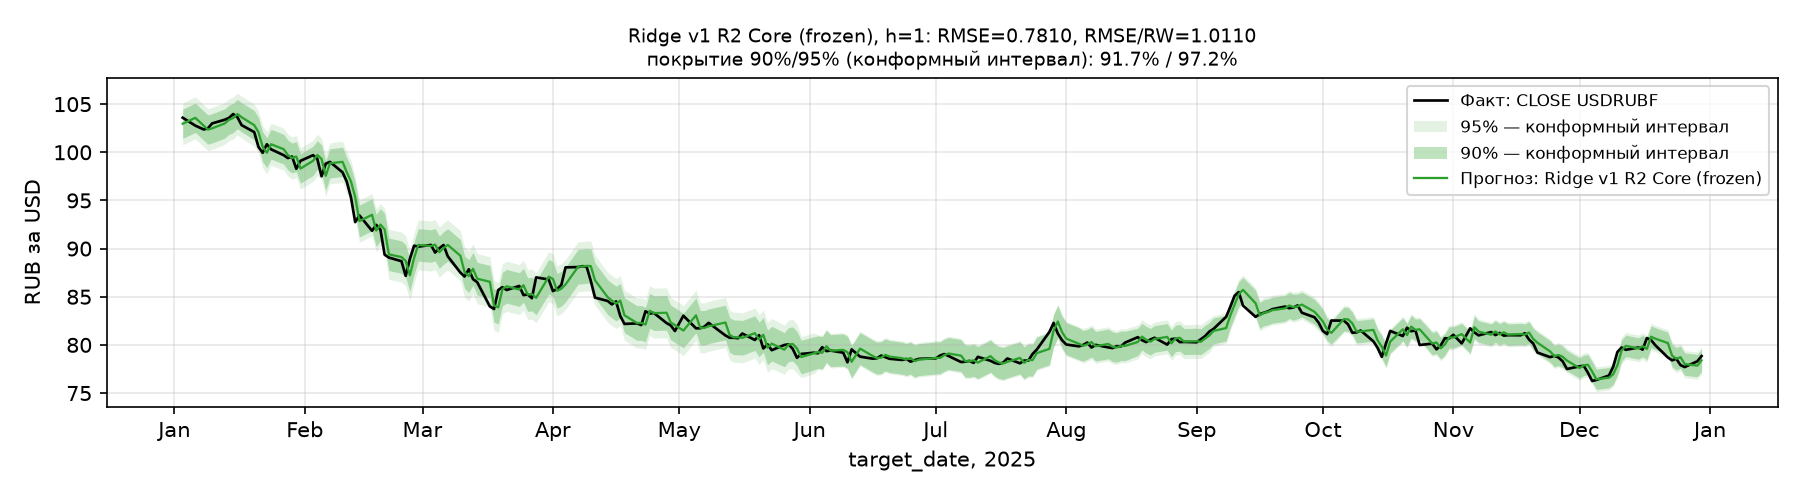 Ridge v1 R2 Core (frozen), h=1: RMSE=0.7810, RMSE/RW=1.0110
покрытие 90%/95% (конформный интервал): 91.7% / 97.2%
Факт: CLOSE USDRUBF
95% — конформный интервал
90% — конформный интервал
Прогноз: Ridge v1 R2 Core (frozen)
RUB за USD
105
100
95
90
85
80
75
Jan Feb Mar Apr May Jun Jul Aug Sep Oct Nov Dec Jan
target_date, 2025